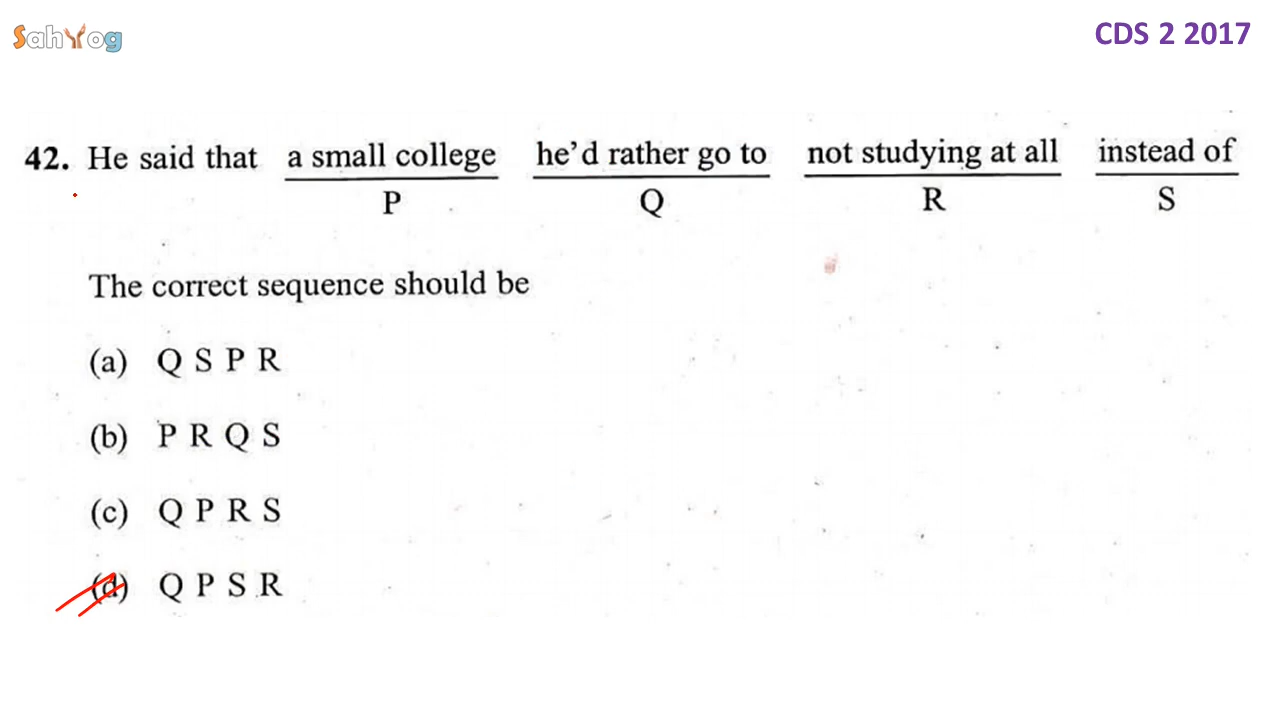 SahYog
CDS 2 2017
42. He said that a small college he'd rather go to not studying at all instead of
P Q R S
The correct sequence should be
(a) Q S P R
(b) P R Q S
(c) Q P R S
(d) Q P S R